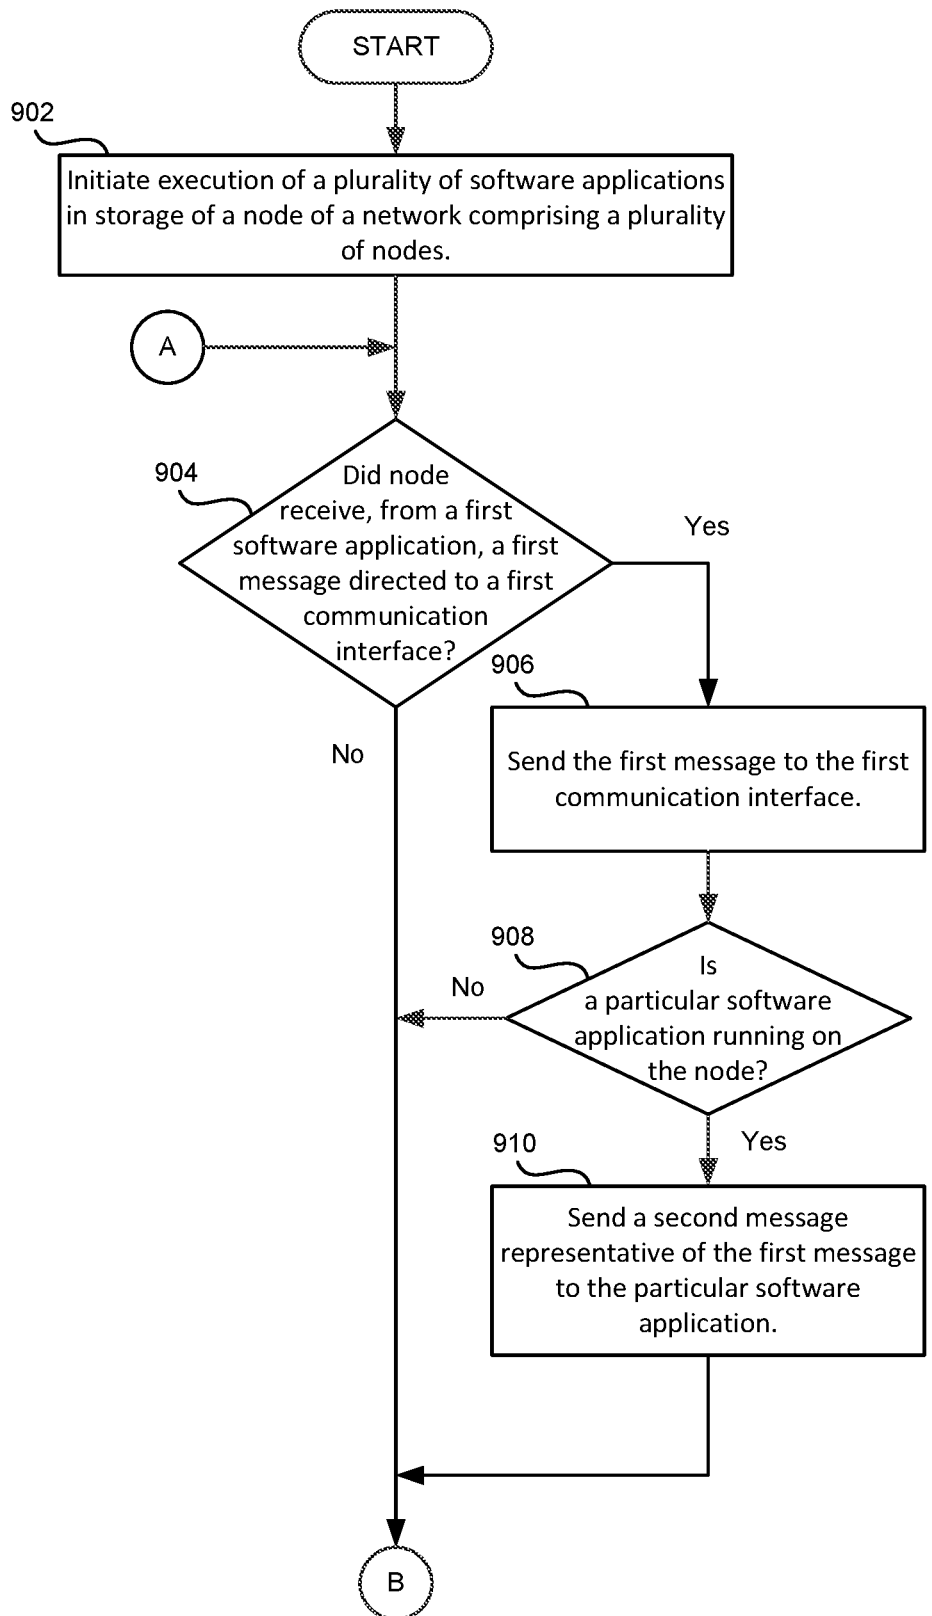 START
902
Initiate execution of a plurality of software applications
in storage of a node of a network comprising a plurality
of nodes.
A
904
Did node
receive, from a first
software application, a first
message directed to a first
communication
interface?
Yes
No
906
Send the first message to the first
communication interface.
908
No
Is
a particular software
application running on
the node?
Yes
910
Send a second message
representative of the first message
to the particular software
application.
B